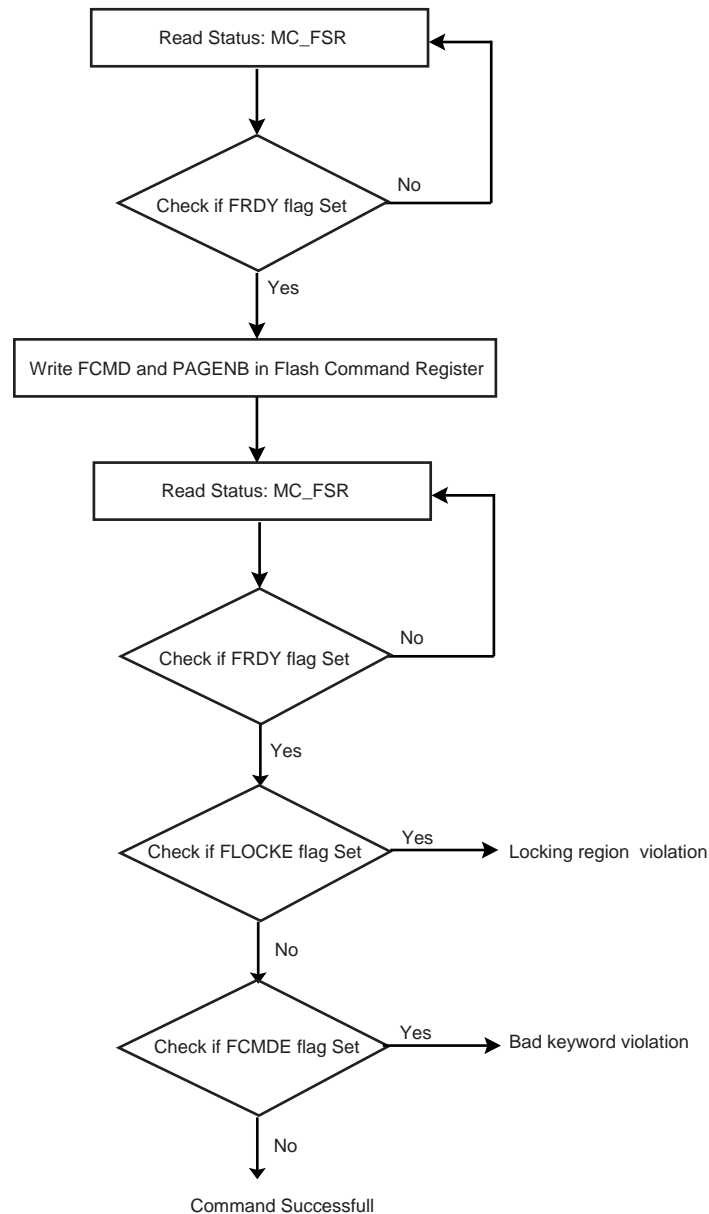 Read Status: MC_FSR
No
Check if FRDY flag Set
Yes
Write FCMD and PAGENB in Flash Command Register
Read Status: MC_FSR
No
Check if FRDY flag Set
Yes
Check if FLOCKE flag Set
Yes
Locking region violation
No
Check if FCMDE flag Set
Yes
Bad keyword violation
No
Command Successfull